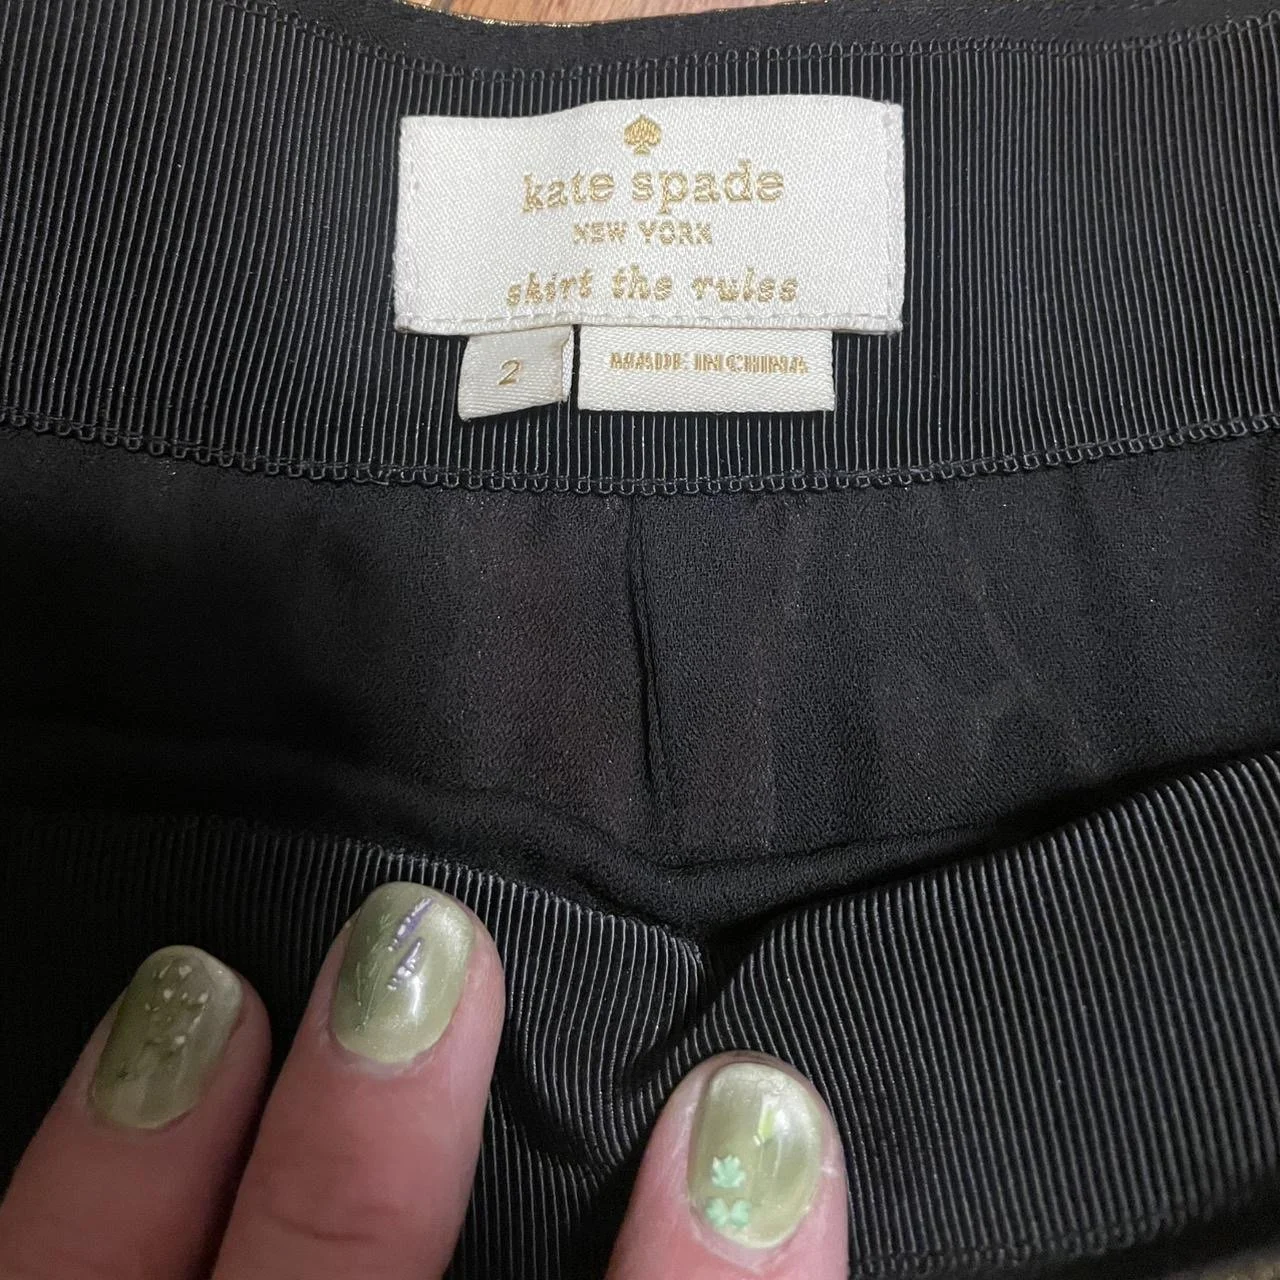 kate spade
NEW YORK
skirt the rules
2
MADE IN CHINA